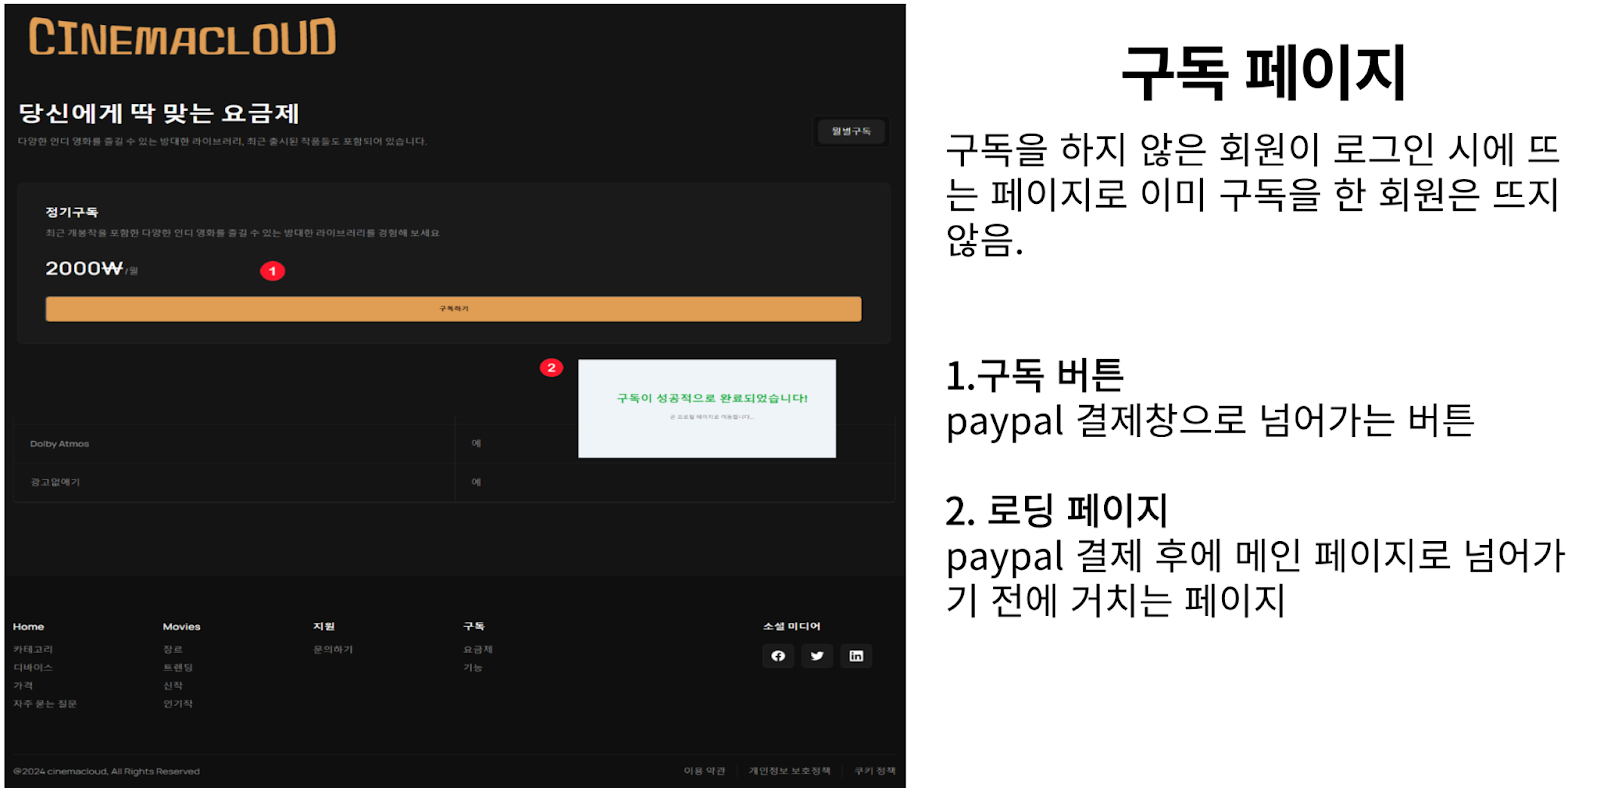 CINEMACLOUD
당신에게 딱 맞는 요금제
다양한 인디 영화를 즐길 수 있는 방대한 라이브러리, 최근 출시된 작품들도 포함되어 있습니다.
월별구독
정기구독
최근 개봉작을 포함한 다양한 인디 영화를 즐길 수 있는 방대한 라이브러리를 경험해 보세요
2000₩/월
1
구독하기
2
구독이 성공적으로 완료되었습니다!
곧 프로필 페이지로 이동합니다...
Dolby Atmos 예
광고없애기 예
Home Movies 지원 구독 소셜 미디어
카테고리 장르 문의하기 요금제
디바이스 트렌딩 기능
가격 신작
자주 묻는 질문 인기작
@2024 cinemacloud, All Rights Reserved 이용 약관 개인정보 보호정책 쿠키 정책
구독 페이지
구독을 하지 않은 회원이 로그인 시에 뜨
는 페이지로 이미 구독을 한 회원은 뜨지
않음.
1.구독 버튼
paypal 결제창으로 넘어가는 버튼
2. 로딩 페이지
paypal 결제 후에 메인 페이지로 넘어가
기 전에 거치는 페이지